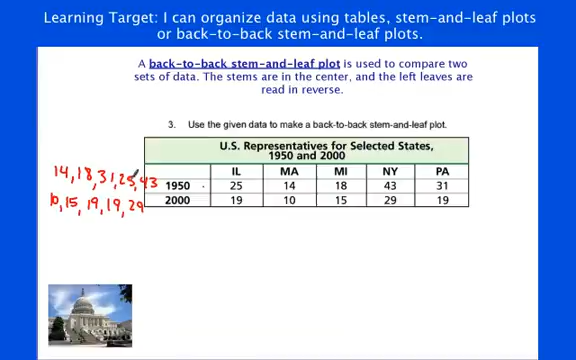 Learning Target: I can organize data using tables, stem-and-leaf plots
or back-to-back stem-and-leaf plots.
A back-to-back stem-and-leaf plot is used to compare two
sets of data. The stems are in the center, and the left leaves are
read in reverse.
3. Use the given data to make a back-to-back stem-and-leaf plot.
U.S. Representatives for Selected States,
1950 and 2000
IL MA MI NY PA
14, 18, 31, 25, 43
1950 25 14 18 43 31
10, 15, 19, 19, 29
2000 19 10 15 29 19